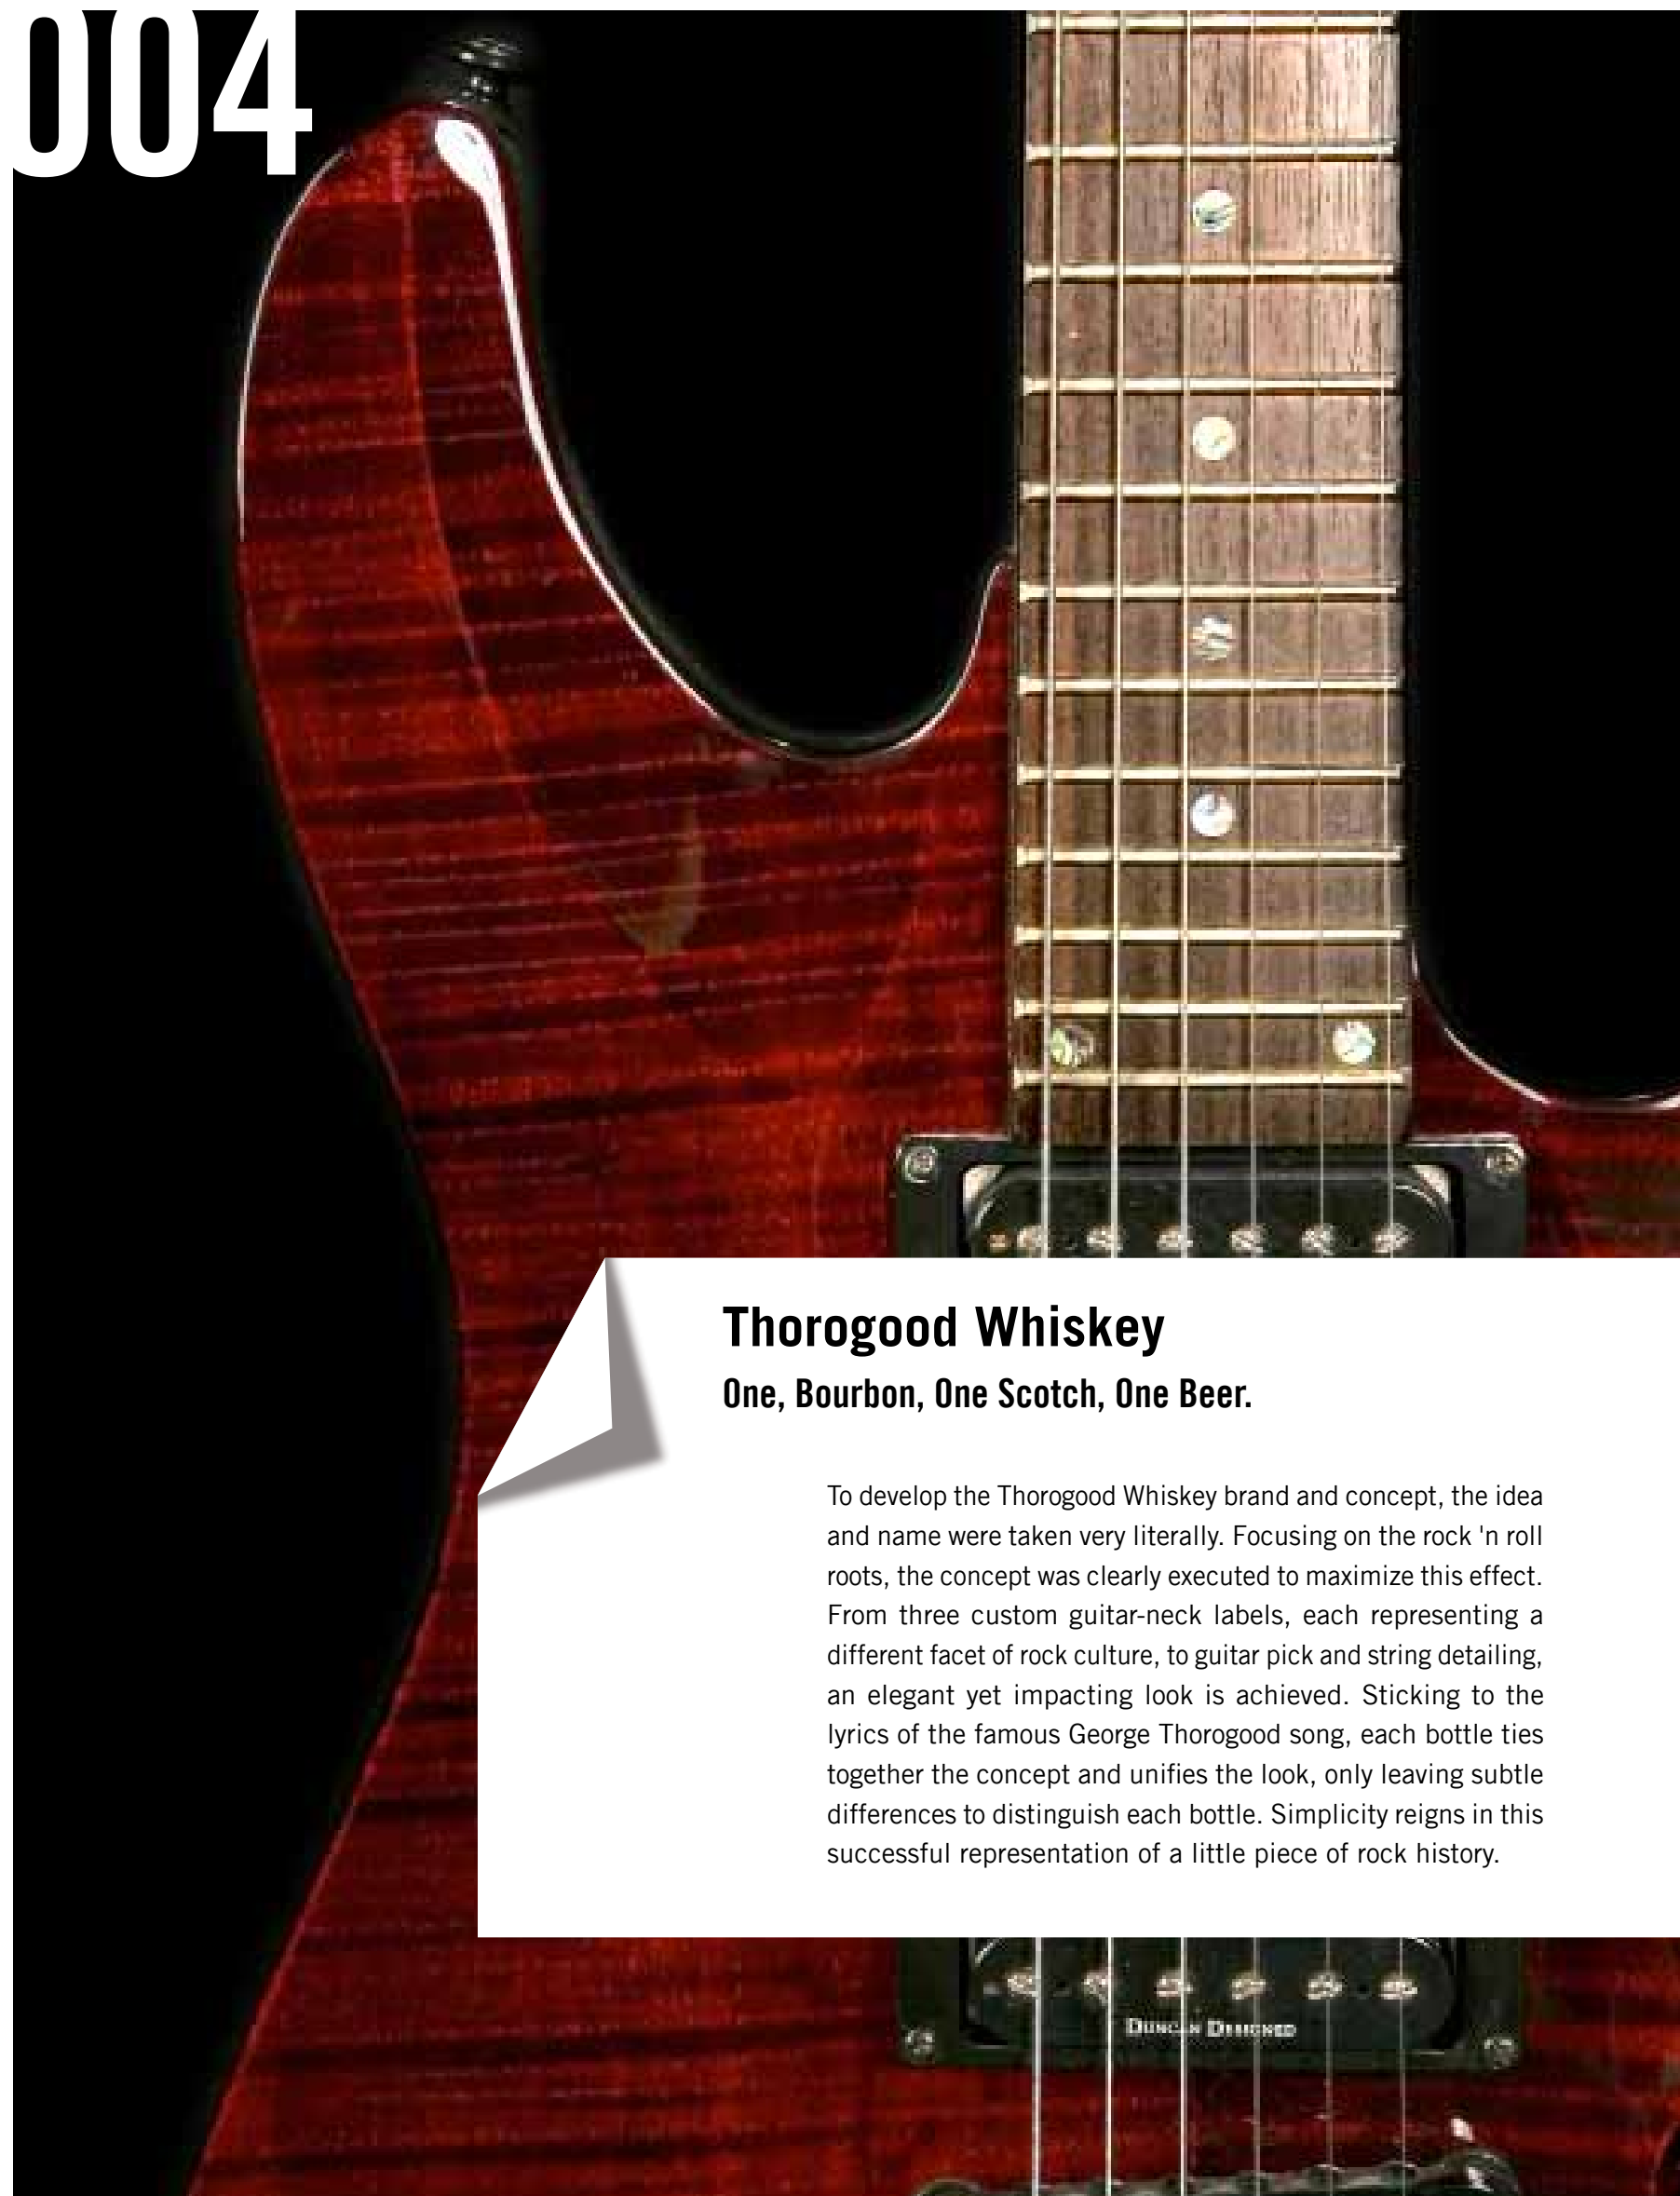 004
Thorogood Whiskey
One, Bourbon, One Scotch, One Beer.
To develop the Thorogood Whiskey brand and concept, the idea
and name were taken very literally. Focusing on the rock 'n roll
roots, the concept was clearly executed to maximize this effect.
From three custom guitar-neck labels, each representing a
different facet of rock culture, to guitar pick and string detailing,
an elegant yet impacting look is achieved. Sticking to the
lyrics of the famous George Thorogood song, each bottle ties
together the concept and unifies the look, only leaving subtle
differences to distinguish each bottle. Simplicity reigns in this
successful representation of a little piece of rock history.
DUNCAN DESIGNED